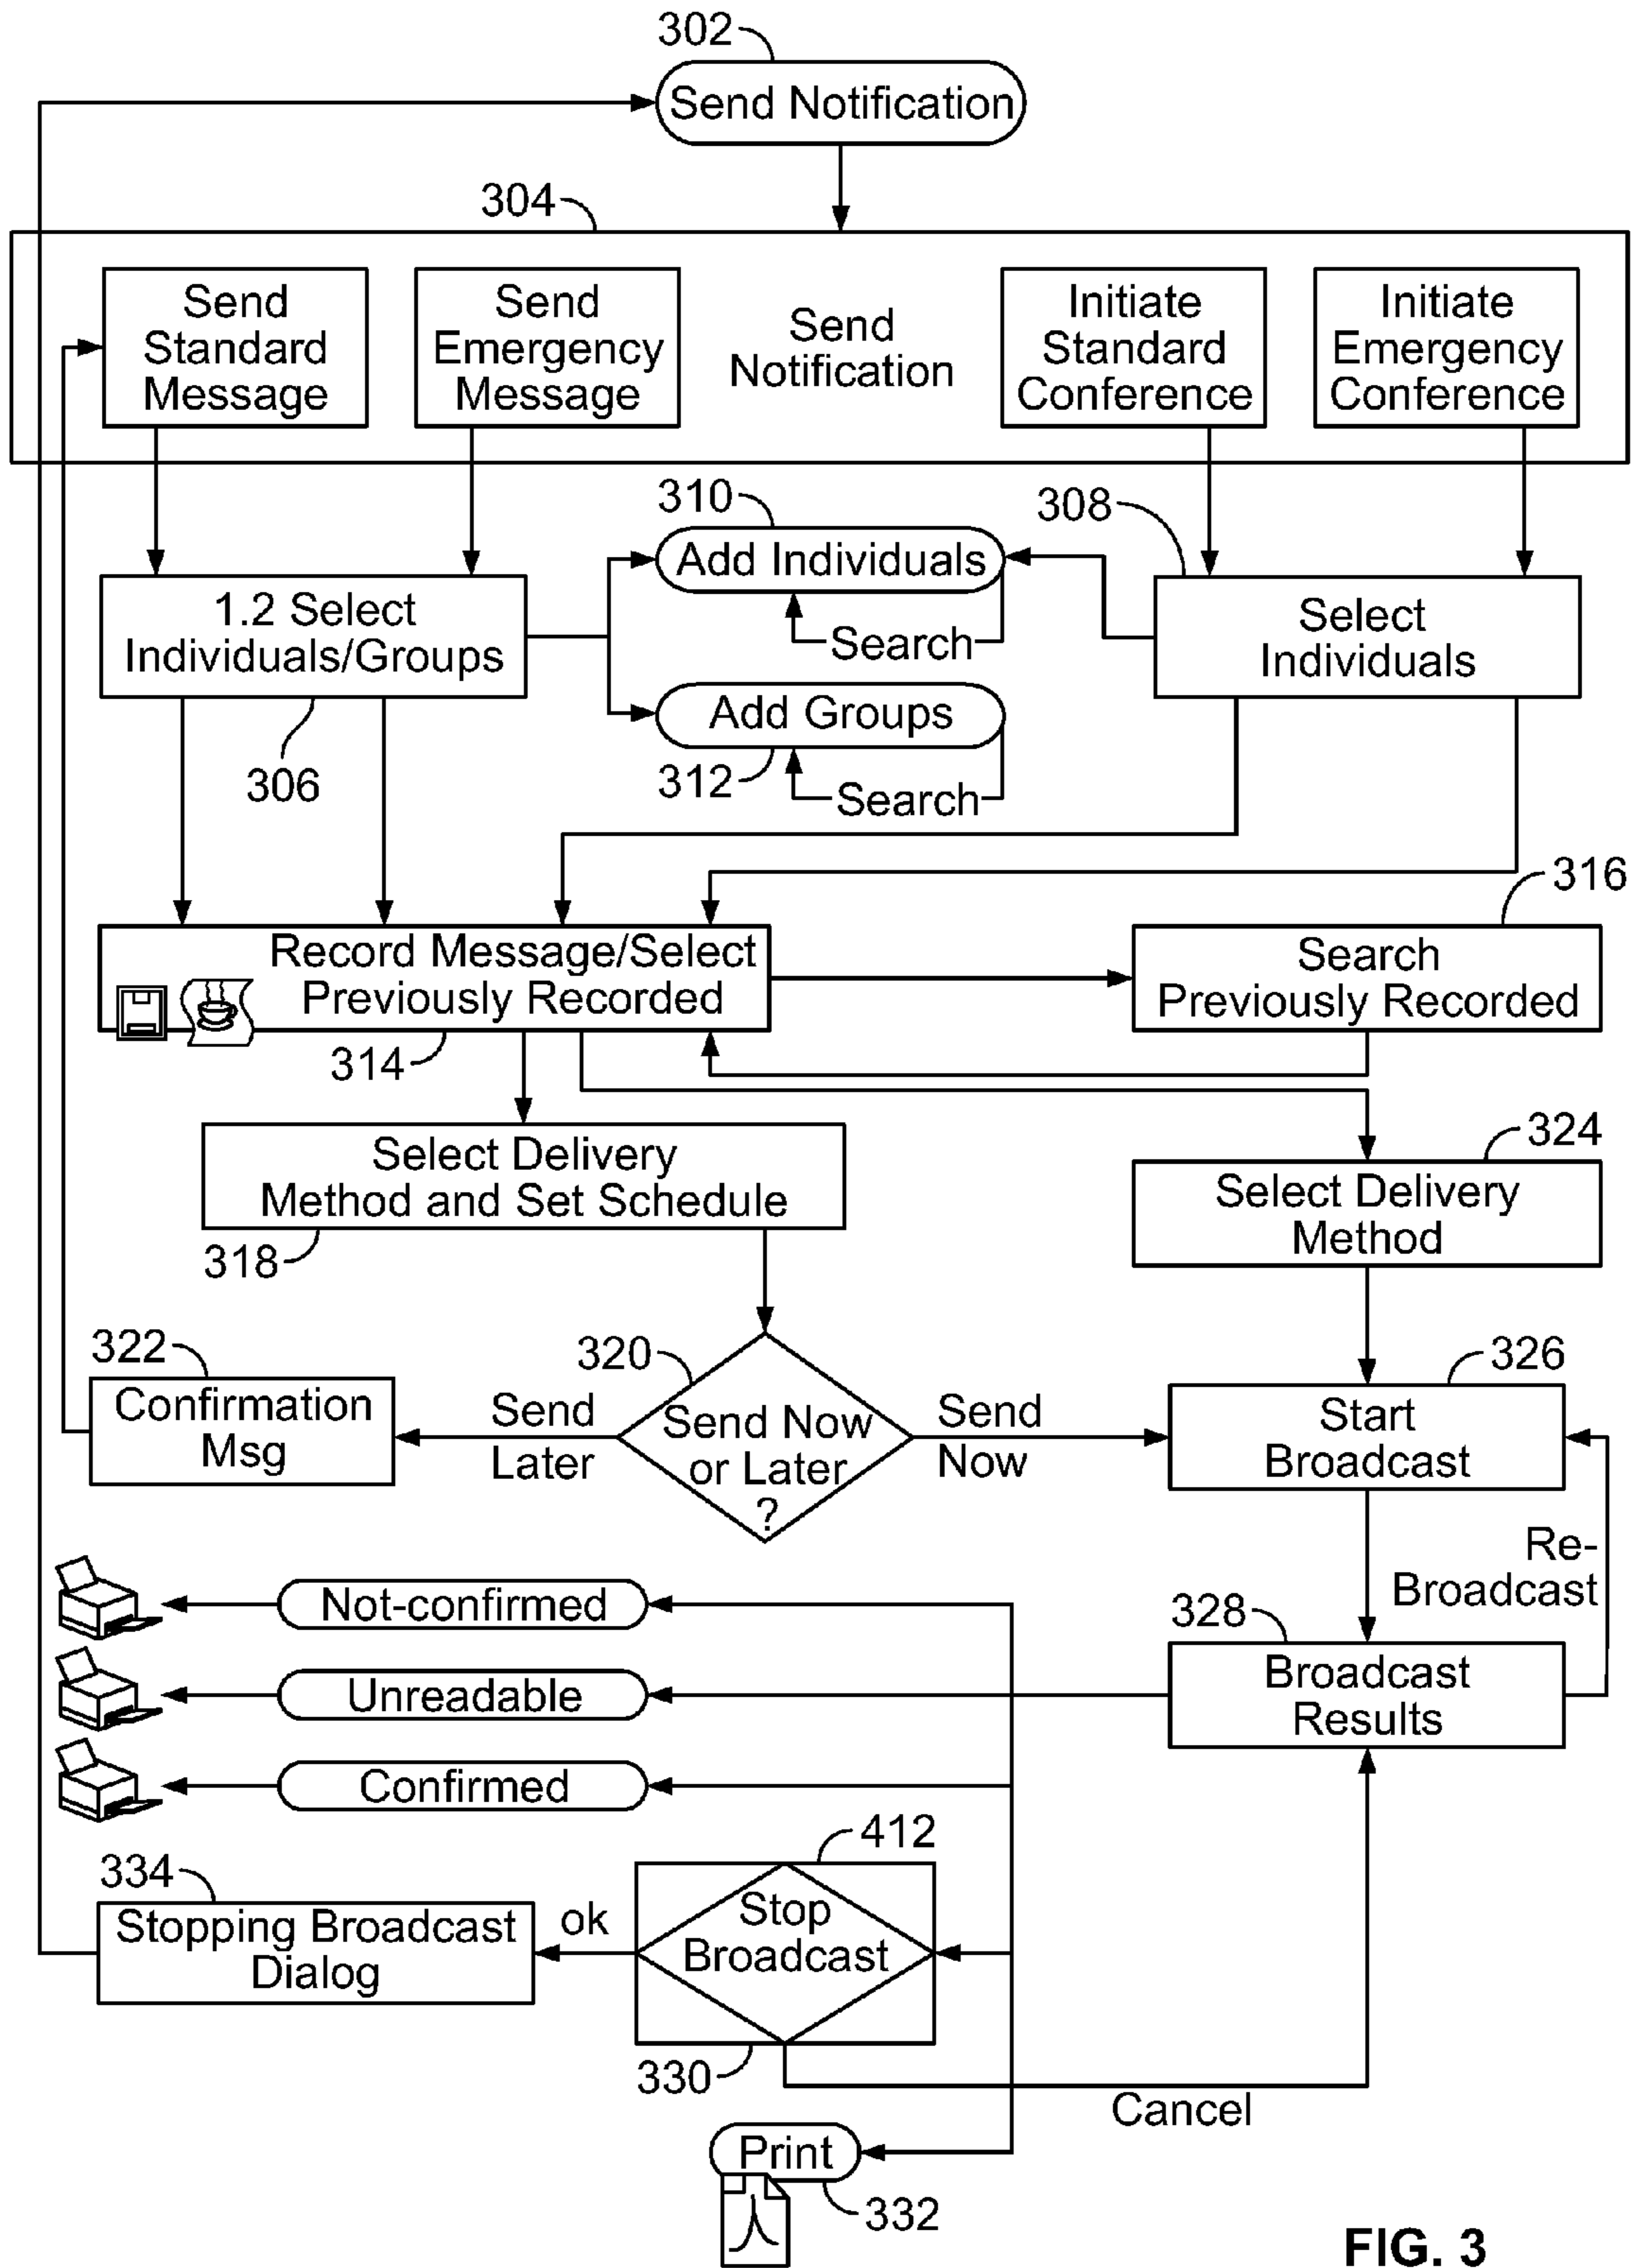 302
Send Notification
304
Send
Standard
Message
Send
Emergency
Message
Send
Notification
Initiate
Standard
Conference
Initiate
Emergency
Conference
310
308
Add Individuals
Search
1.2 Select
Individuals/Groups
Select
Individuals
Add Groups
306
312
Search
316
Record Message/Select
Previously Recorded
Search
Previously Recorded
314
324
Select Delivery
Method and Set Schedule
Select Delivery
Method
318
322
320
326
Confirmation
Msg
Send
Later
Send Now
or Later
?
Send
Now
Start
Broadcast
Re-
Broadcast
Not-confirmed
328
Unreadable
Broadcast
Results
Confirmed
412
334
Stopping Broadcast
Dialog
ok
Stop
Broadcast
330
Cancel
Print
332
FIG. 3